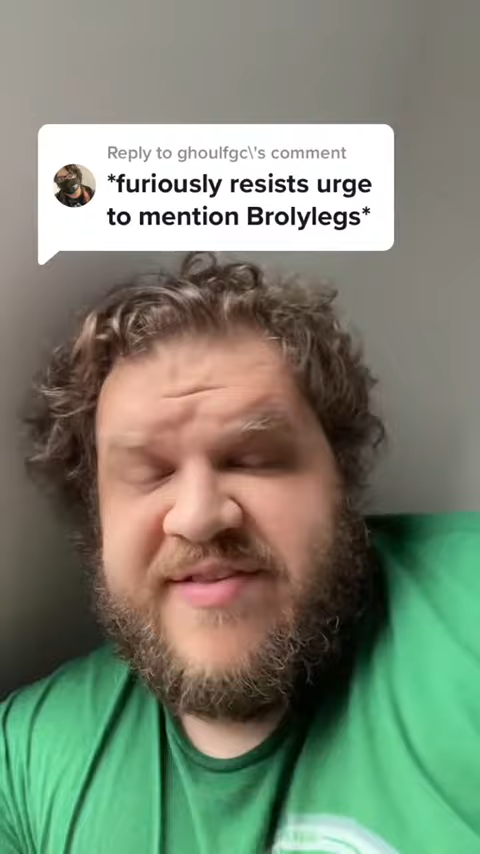 Reply to ghoulfgc\'s comment
*furiously resists urge
to mention Brolylegs*